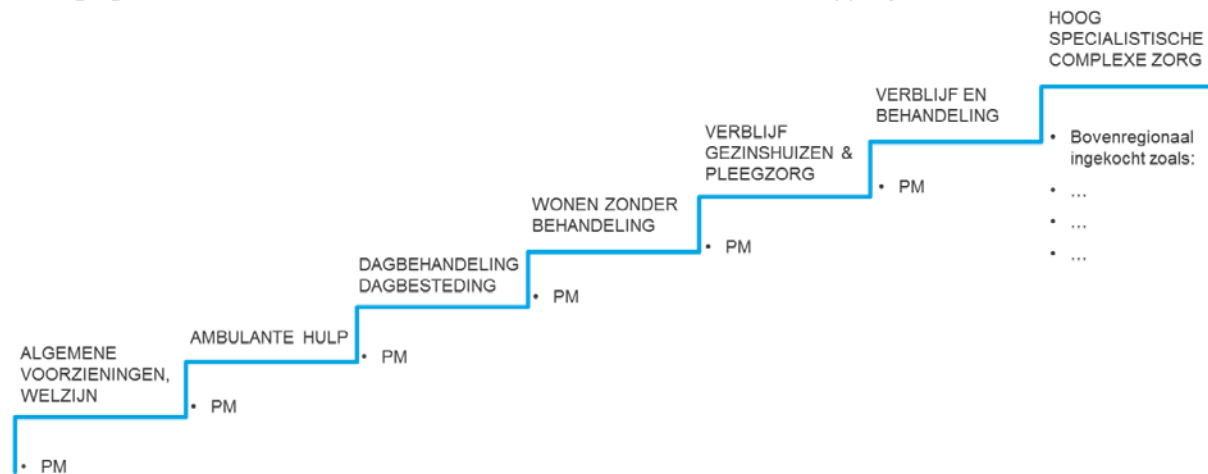 ALGEMENE
VOORZIENINGEN,
WELZIJN
• PM
AMBULANTE HULP
• PM
DAGBEHANDELING
DAGBESTEDING
• PM
WONEN ZONDER
BEHANDELING
• PM
VERBLIJF
GEZINSHUIZEN &
PLEEGZORG
• PM
VERBLIJF EN
BEHANDELING
• PM
HOOG
SPECIALISTISCHE
COMPLEXE ZORG
• Bovenregionaal
ingekocht zoals:
• ...
• ...
• ...